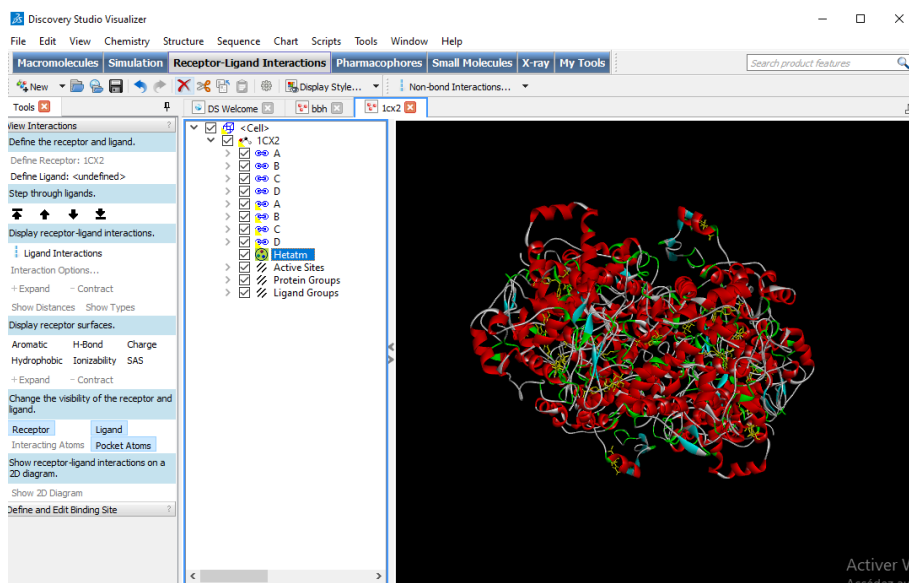 Discovery Studio Visualizer
File Edit View Chemistry Structure Sequence Chart Scripts Tools Window Help
Macromolecules Simulation Receptor-Ligand Interactions Pharmacophores Small Molecules X-ray My Tools Search product features
New Display Style... Non-bond Interactions...
Tools DS Welcome bbh 1cx2
View Interactions ?
Define the receptor and ligand.
Define Receptor: 1CX2
Define Ligand: <undefined>
Step through ligands.
Display receptor-ligand interactions.
Ligand Interactions
Interaction Options...
+Expand -Contract
Show Distances Show Types
Display receptor surfaces.
Aromatic H-Bond Charge
Hydrophobic Ionizability SAS
+Expand -Contract
Change the visibility of the receptor and
ligand.
Receptor Ligand
Interacting Atoms Pocket Atoms
Show receptor-ligand interactions on a
2D diagram.
Show 2D Diagram
Define and Edit Binding Site ?
<Cell>
1CX2
A
B
C
D
A
B
C
D
Hetatm
Active Sites
Protein Groups
Ligand Groups
Activer